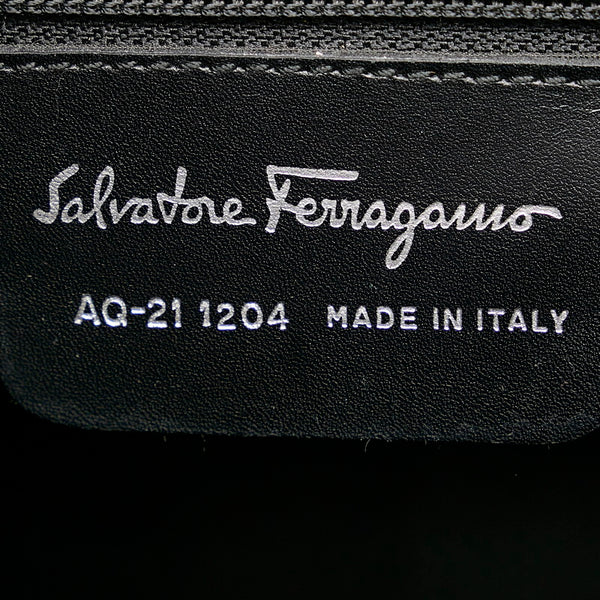 Salvatore Ferragamo
AQ-21 1204 MADE IN ITALY